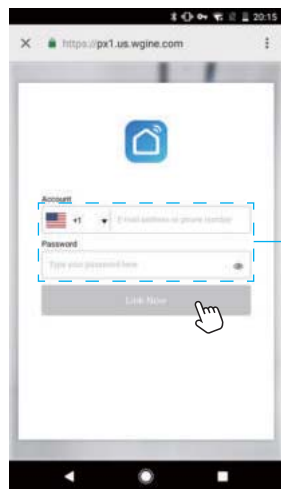 20:15
https://px1.us.wgine.com
Account
+1
E-mail address or phone number
Password
Type your password here
Link Now